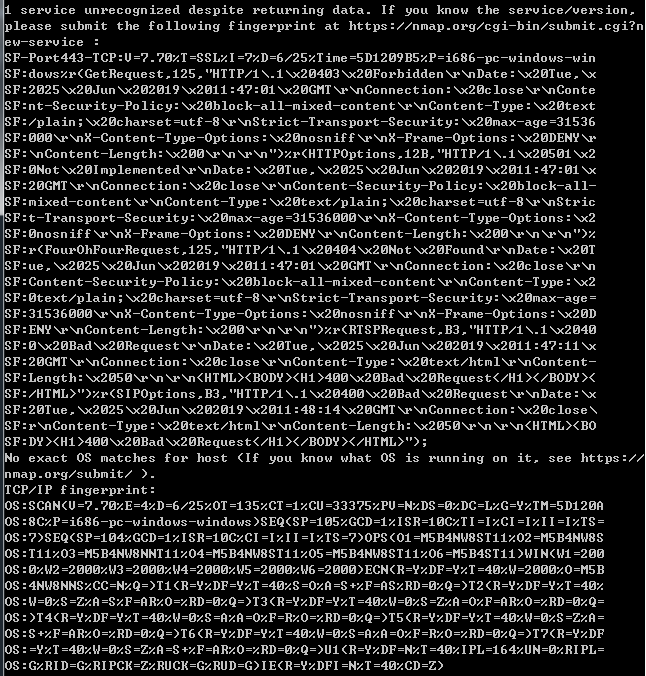 1 service unrecognized despite returning data. If you know the service/version,
please submit the following fingerprint at https://nmap.org/cgi-bin/submit.cgi?n
ew-service :
SF-Port443-TCP:V=7.70%T=SSL%I=7%D=6/25%Time=5D1209B5%P=i686-pc-windows-win
SF:dows%r(GetRequest,125,"HTTP/1\.1\x20403\x20Forbidden\r\nDate:\x20Tue,\x
SF:2025\x20Jun\x202019\x2011:47:01\x20GMT\r\nConnection:\x20close\r\nConte
SF:nt-Security-Policy:\x20block-all-mixed-content\r\nContent-Type:\x20text
SF:/plain;\x20charset=utf-8\r\nStrict-Transport-Security:\x20max-age=31536
SF:000\r\nX-Content-Type-Options:\x20nosniff\r\nX-Frame-Options:\x20DENY\r
SF:\nContent-Length:\x200\r\n\r\n")%r(HTTPOptions,12B,"HTTP/1\.1\x20501\x2
SF:0Not\x20Implemented\r\nDate:\x20Tue,\x2025\x20Jun\x202019\x2011:47:01\x
SF:20GMT\r\nConnection:\x20close\r\nContent-Security-Policy:\x20block-all-
SF:mixed-content\r\nContent-Type:\x20text/plain;\x20charset=utf-8\r\nStric
SF:t-Transport-Security:\x20max-age=31536000\r\nX-Content-Type-Options:\x2
SF:0nosniff\r\nX-Frame-Options:\x20DENY\r\nContent-Length:\x200\r\n\r\n")%
SF:r(FourOhFourRequest,125,"HTTP/1\.1\x20404\x20Not\x20Found\r\nDate:\x20T
SF:ue,\x2025\x20Jun\x202019\x2011:47:01\x20GMT\r\nConnection:\x20close\r\n
SF:Content-Security-Policy:\x20block-all-mixed-content\r\nContent-Type:\x2
SF:0text/plain;\x20charset=utf-8\r\nStrict-Transport-Security:\x20max-age=
SF:31536000\r\nX-Content-Type-Options:\x20nosniff\r\nX-Frame-Options:\x20D
SF:ENY\r\nContent-Length:\x200\r\n\r\n")%r(RTSPRequest,B3,"HTTP/1\.1\x2040
SF:0\x20Bad\x20Request\r\nDate:\x20Tue,\x2025\x20Jun\x202019\x2011:47:11\x
SF:20GMT\r\nConnection:\x20close\r\nContent-Type:\x20text/html\r\nContent-
SF:Length:\x2050\r\n\r\n<HTML><BODY><H1>400\x20Bad\x20Request</H1></BODY><
SF:/HTML>")%r(SIPOptions,B3,"HTTP/1\.1\x20400\x20Bad\x20Request\r\nDate:\x
SF:20Tue,\x2025\x20Jun\x202019\x2011:48:14\x20GMT\r\nConnection:\x20close\
SF:r\nContent-Type:\x20text/html\r\nContent-Length:\x2050\r\n\r\n<HTML><BO
SF:DY><H1>400\x20Bad\x20Request</H1></BODY></HTML>");
No exact OS matches for host (If you know what OS is running on it, see https://
nmap.org/submit/ ).
TCP/IP fingerprint:
OS:SCAN(V=7.70%E=4%D=6/25%OT=135%CT=1%CU=33375%PV=N%DS=0%DC=L%G=Y%TM=5D120A
OS:8C%P=i686-pc-windows-windows)SEQ(SP=105%GCD=1%ISR=10C%TI=I%CI=I%II=I%TS=
OS:7)SEQ(SP=104%GCD=1%ISR=10C%CI=I%II=I%TS=7)OPS(O1=M5B4NW8ST11%O2=M5B4NW8S
OS:T11%O3=M5B4NW8NNT11%O4=M5B4NW8ST11%O5=M5B4NW8ST11%O6=M5B4ST11)WIN(W1=200
OS:0%W2=2000%W3=2000%W4=2000%W5=2000%W6=2000)ECN(R=Y%DF=Y%T=40%W=2000%O=M5B
OS:4NW8NNS%CC=N%Q=)T1(R=Y%DF=Y%T=40%S=O%A=S+%F=AS%RD=0%Q=)T2(R=Y%DF=Y%T=40%
OS:W=0%S=Z%A=S%F=AR%O=%RD=0%Q=)T3(R=Y%DF=Y%T=40%W=0%S=Z%A=O%F=AR%O=%RD=0%Q=
OS:)T4(R=Y%DF=Y%T=40%W=0%S=A%A=O%F=R%O=%RD=0%Q=)T5(R=Y%DF=Y%T=40%W=0%S=Z%A=
OS:S+%F=AR%O=%RD=0%Q=)T6(R=Y%DF=Y%T=40%W=0%S=A%A=O%F=R%O=%RD=0%Q=)T7(R=Y%DF
OS:=Y%T=40%W=0%S=Z%A=S+%F=AR%O=%RD=0%Q=)U1(R=Y%DF=N%T=40%IPL=164%UN=0%RIPL=
OS:G%RID=G%RIPCK=Z%RUCK=G%RUD=G)IE(R=Y%DFI=N%T=40%CD=Z)